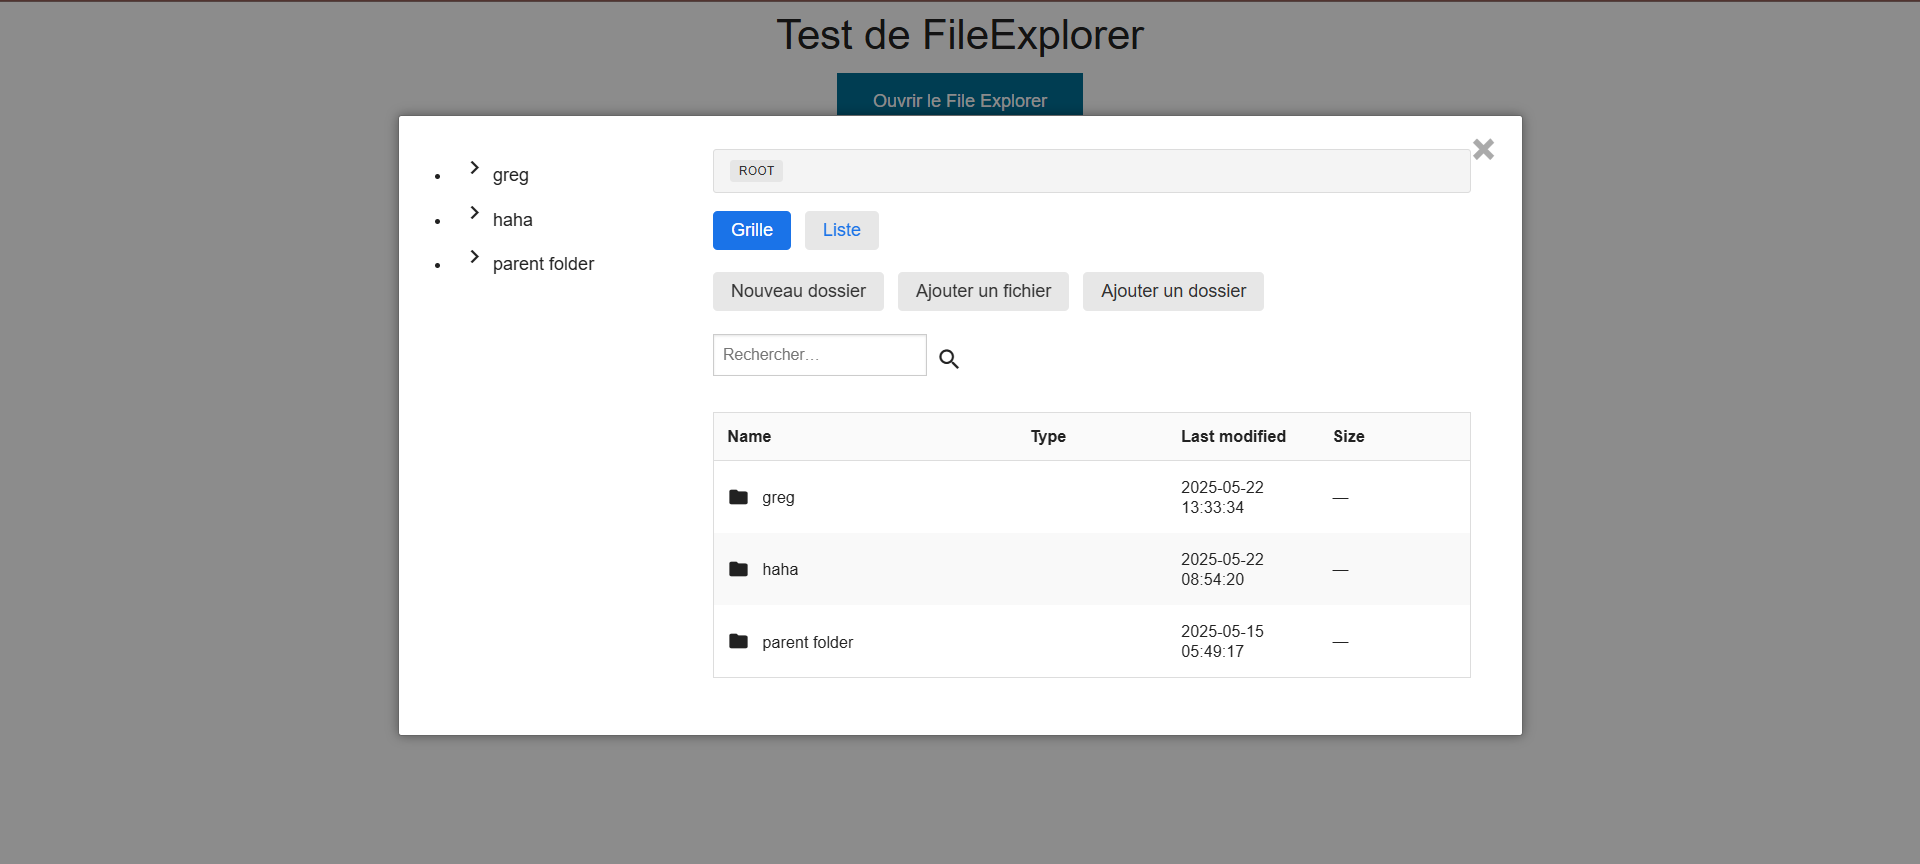 Test de FileExplorer
Ouvrir le File Explorer
greg
haha
parent folder
ROOT
Grille Liste
Nouveau dossier Ajouter un fichier Ajouter un dossier
Rechercher...
Name Type Last modified Size
greg 2025-05-22 13:33:34 —
haha 2025-05-22 08:54:20 —
parent folder 2025-05-15 05:49:17 —